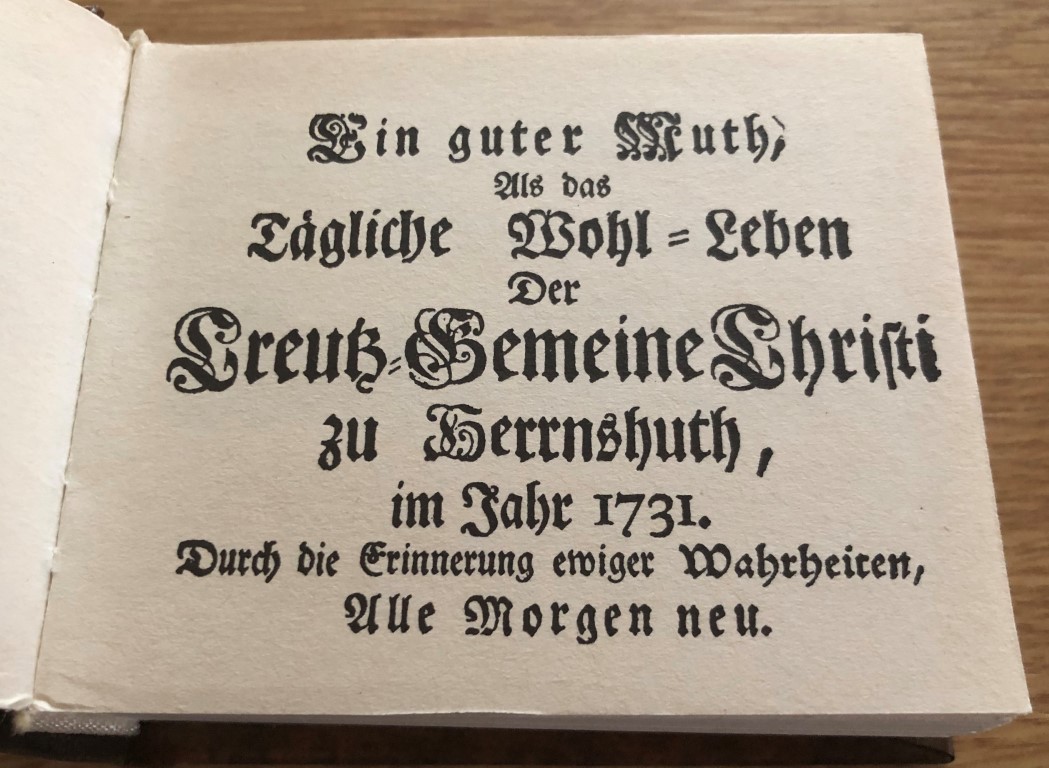 Ein guter Muth,
Als das
Tägliche Wohl=Leben
Der
Creutz=Gemeine Christi
zu Herrnshuth,
im Jahr 1731.
Durch die Erinnerung ewiger Wahrheiten,
Alle Morgen neu.